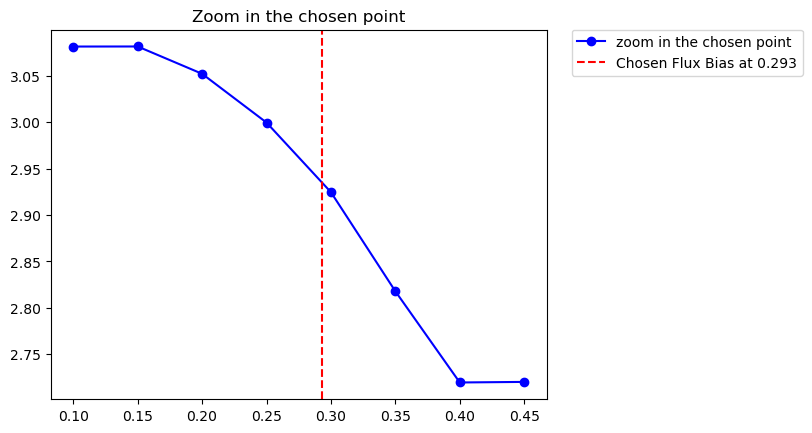 Zoom in the chosen point
zoom in the chosen point
Chosen Flux Bias at 0.293
3.05
3.00
2.95
2.90
2.85
2.80
2.75
0.10 0.15 0.20 0.25 0.30 0.35 0.40 0.45